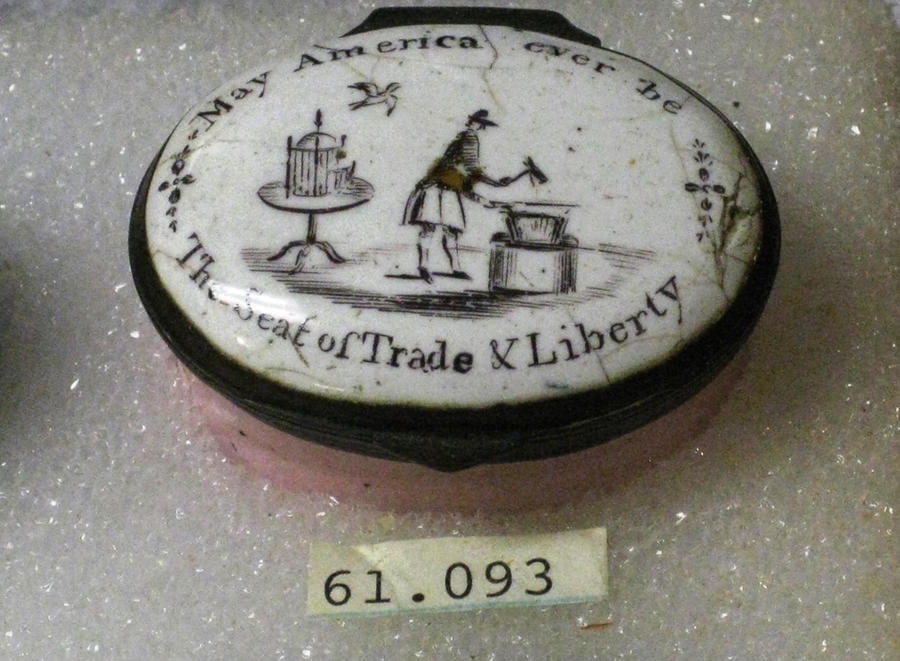 May America ever be
The Seat of Trade & Liberty
61.093